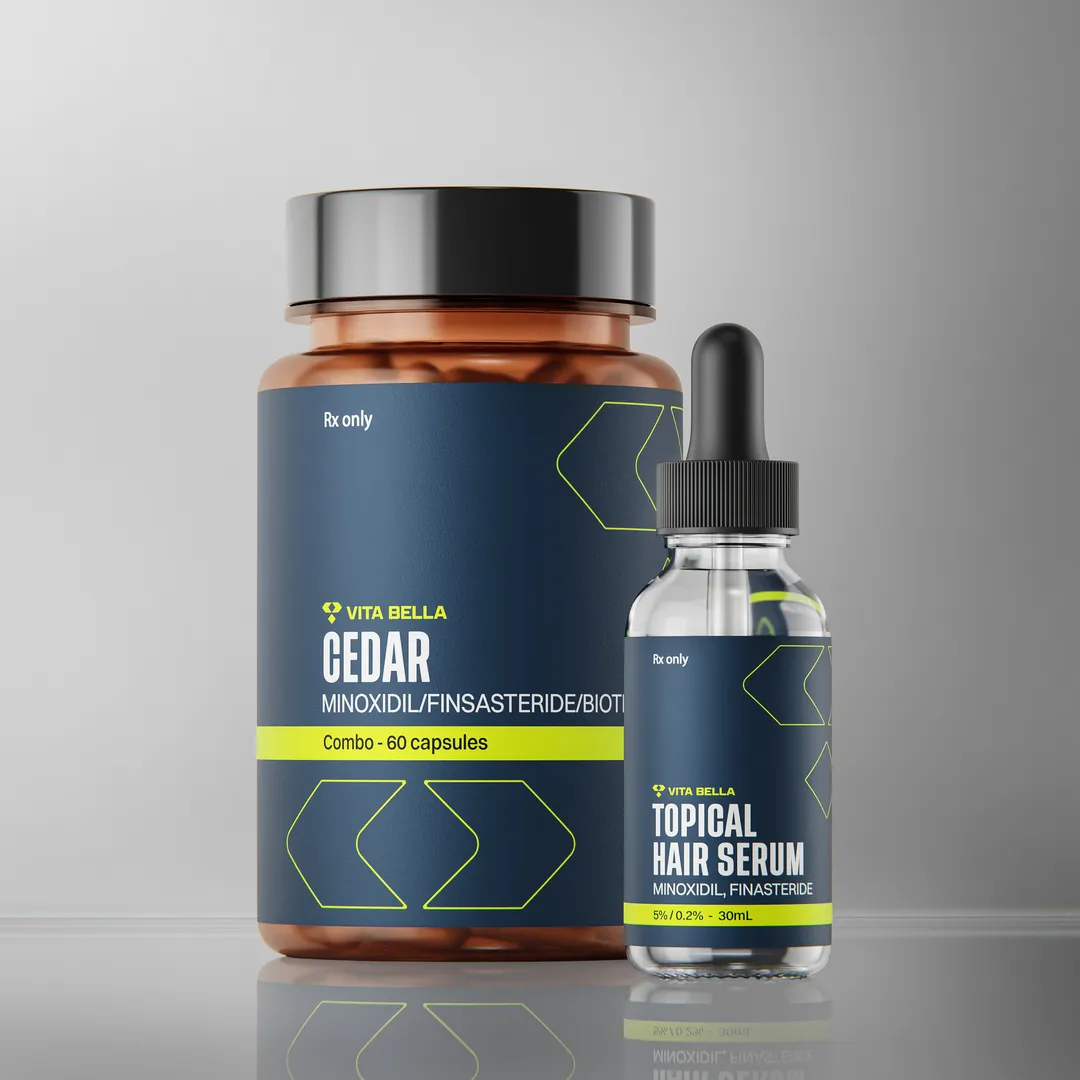 Rx only
VITA BELLA
CEDAR
MINOXIDIL/FINSASTERIDE/BIOTI
Combo - 60 capsules
Rx only
VITA BELLA
TOPICAL
HAIR SERUM
MINOXIDIL, FINASTERIDE
5% / 0.2% - 30mL